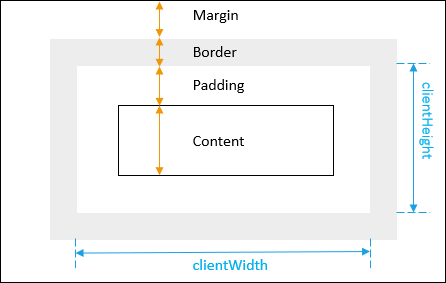 Margin
Border
Padding
Content
clientHeight
clientWidth